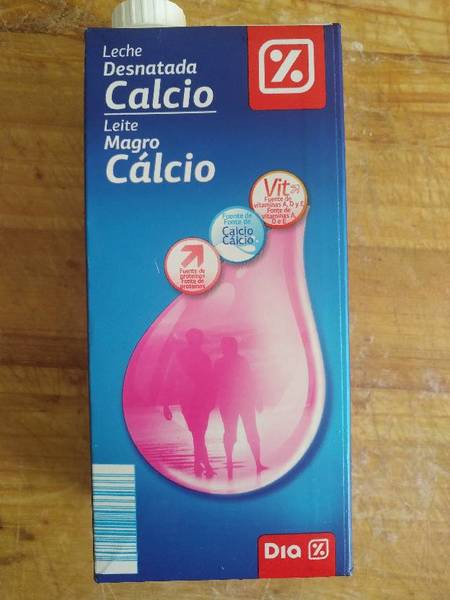 Leche
Desnatada
Calcio
Leite
Magro
Cálcio
%
Vit
Fuente de
vitaminas A, D y E
Fonte de
vitaminas A,
D e E
Fuente de
Fonte de
Calcio
Cálcio
Fuente de
proteínas
Fonte de
proteínas
Dia %